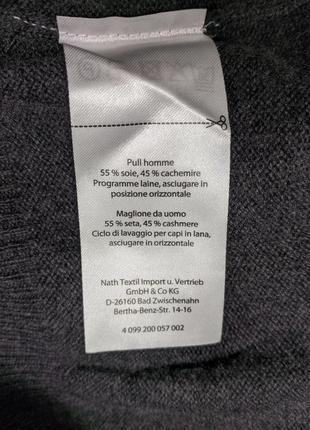 Pull homme
55 % soie, 45 % cachemire
Programme laine, asciugare in
posizione orizzontale
Maglione da uomo
55 % seta, 45 % cashmere
Ciclo di lavaggio per capi in lana,
asciugare in orizzontale
Nath Textil Import u. Vertrieb
GmbH & Co KG
D-26160 Bad Zwischenahn
Bertha-Benz-Str. 14-16
4 099 200 057 002